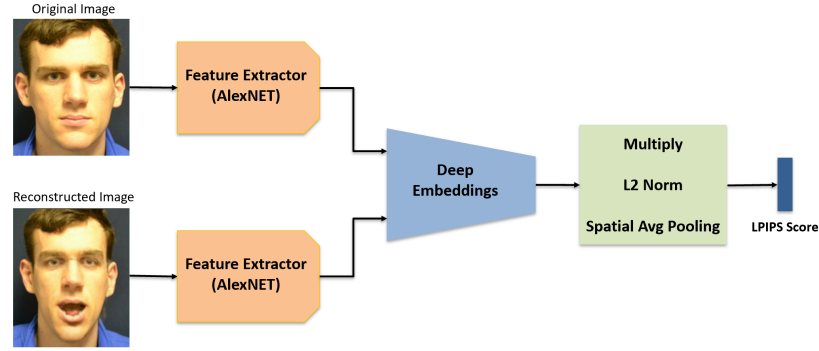 Original Image
Feature Extractor
(AlexNET)
Deep
Embeddings
Multiply
L2 Norm
Spatial Avg Pooling
LPIPS Score
Reconstructed Image
Feature Extractor
(AlexNET)